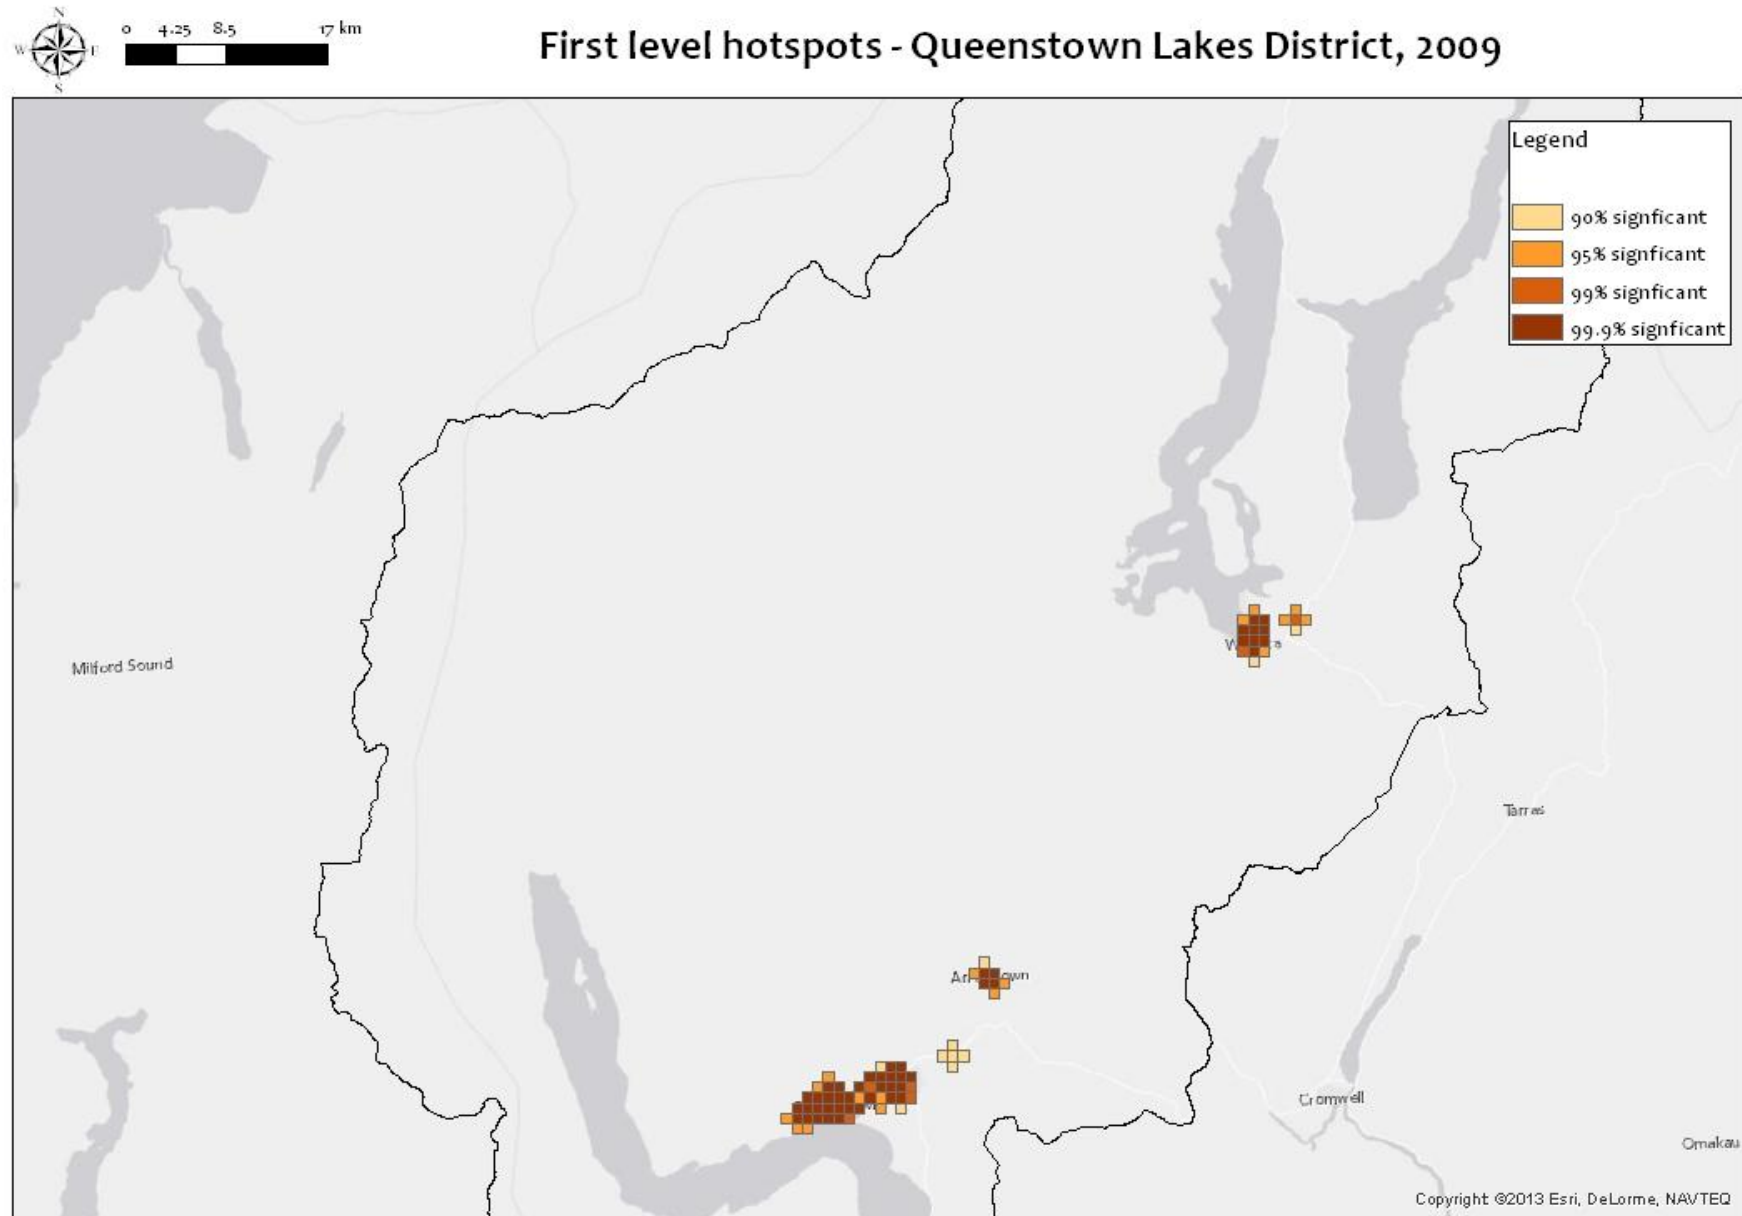 N
W E
S
0 4.25 8.5 17 km
First level hotspots - Queenstown Lakes District, 2009
Legend
90% signficant
95% signficant
99% signficant
99.9% signficant
Milford Sound
Tarras
Cromwell
Omakau
Copyright ©2013 Esri, DeLorme, NAVTEQ